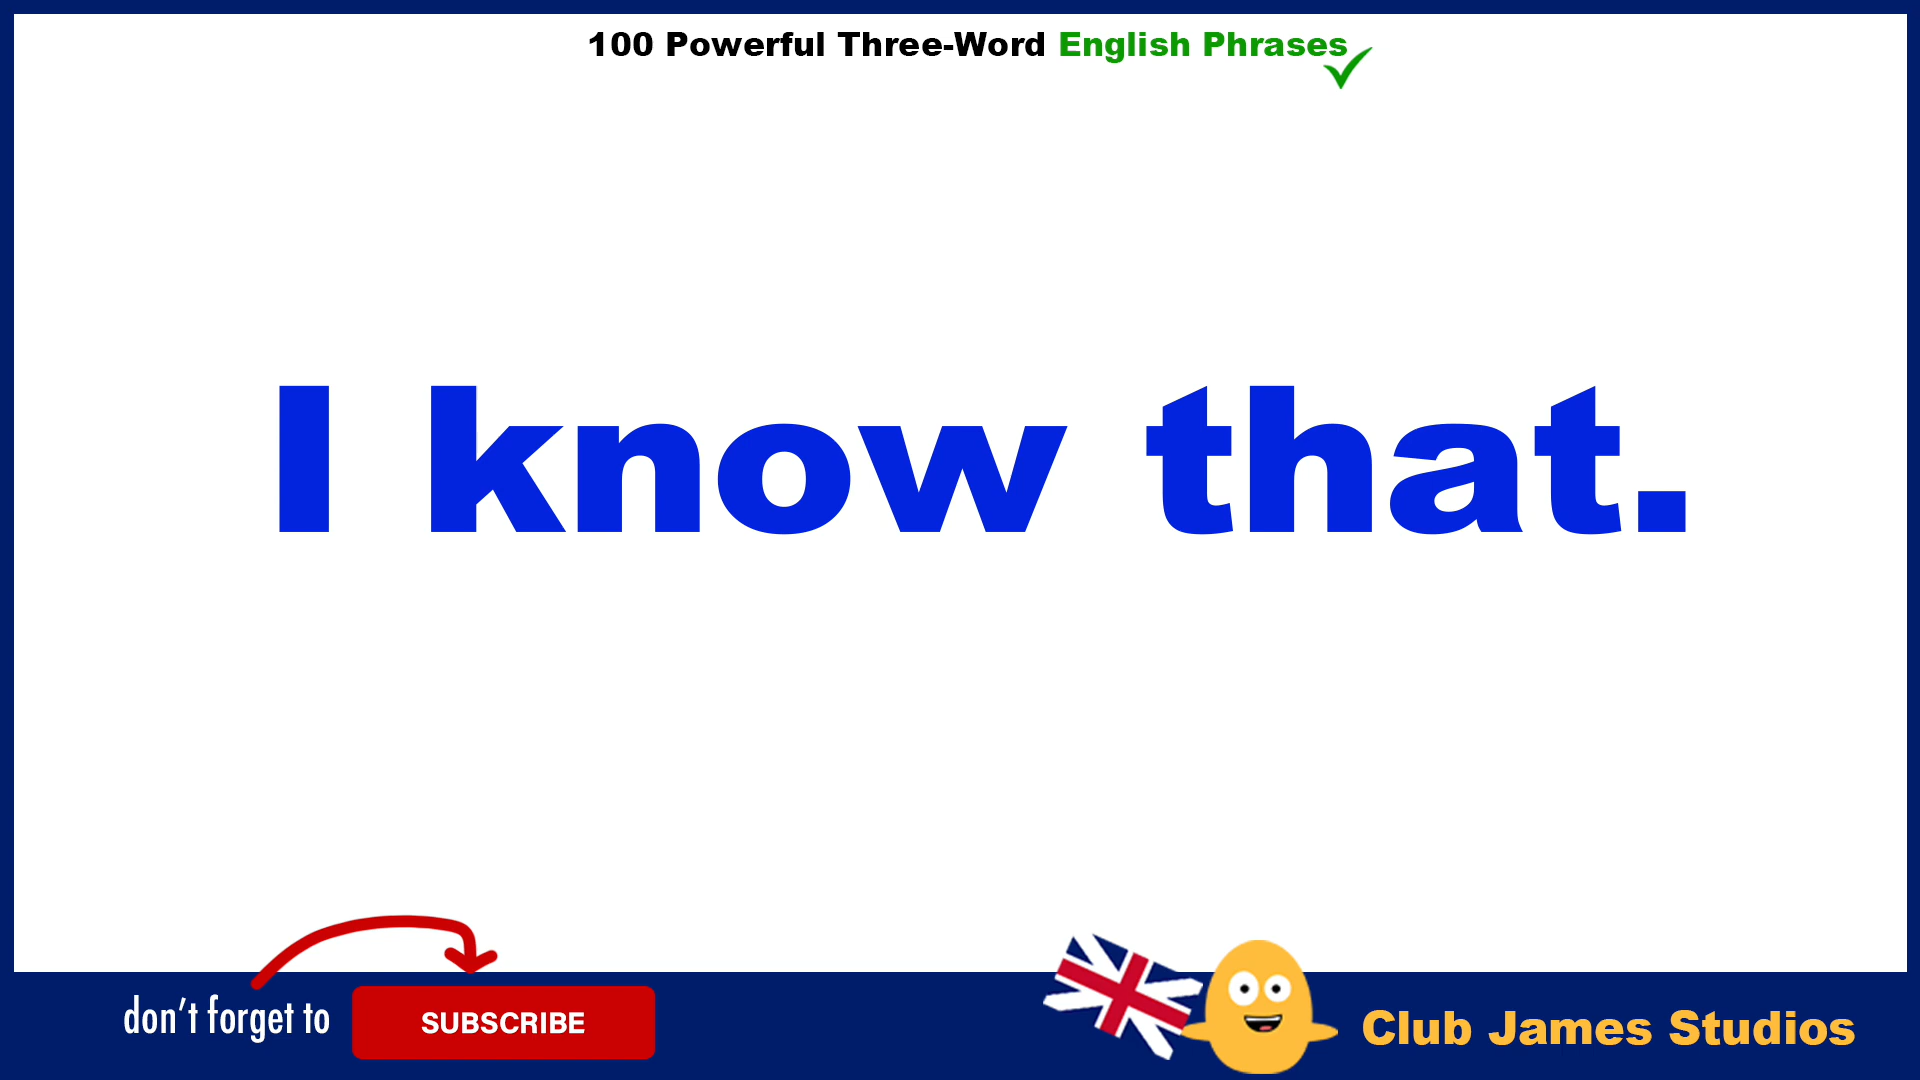 100 Powerful Three-Word English Phrases
I know that.
don't forget to
SUBSCRIBE
Club James Studios